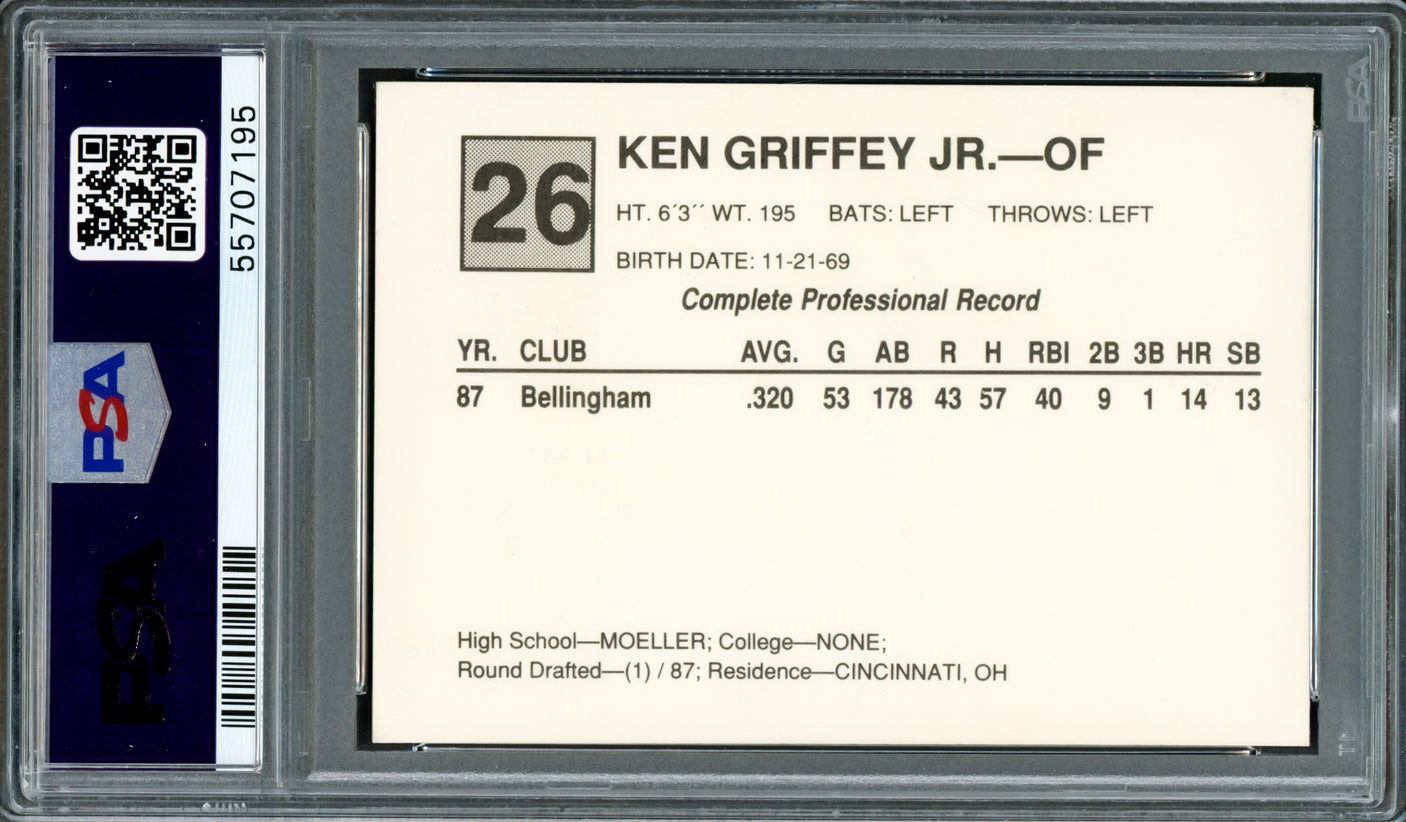 55707195
PSA
PSA
PSA
26
KEN GRIFFEY JR.—OF
HT. 6´3´´ WT. 195 BATS: LEFT THROWS: LEFT
BIRTH DATE: 11-21-69
Complete Professional Record
YR. CLUB AVG. G AB R H RBI 2B 3B HR SB
87 Bellingham .320 53 178 43 57 40 9 1 14 13
High School—MOELLER; College—NONE;
Round Drafted—(1) / 87; Residence—CINCINNATI, OH